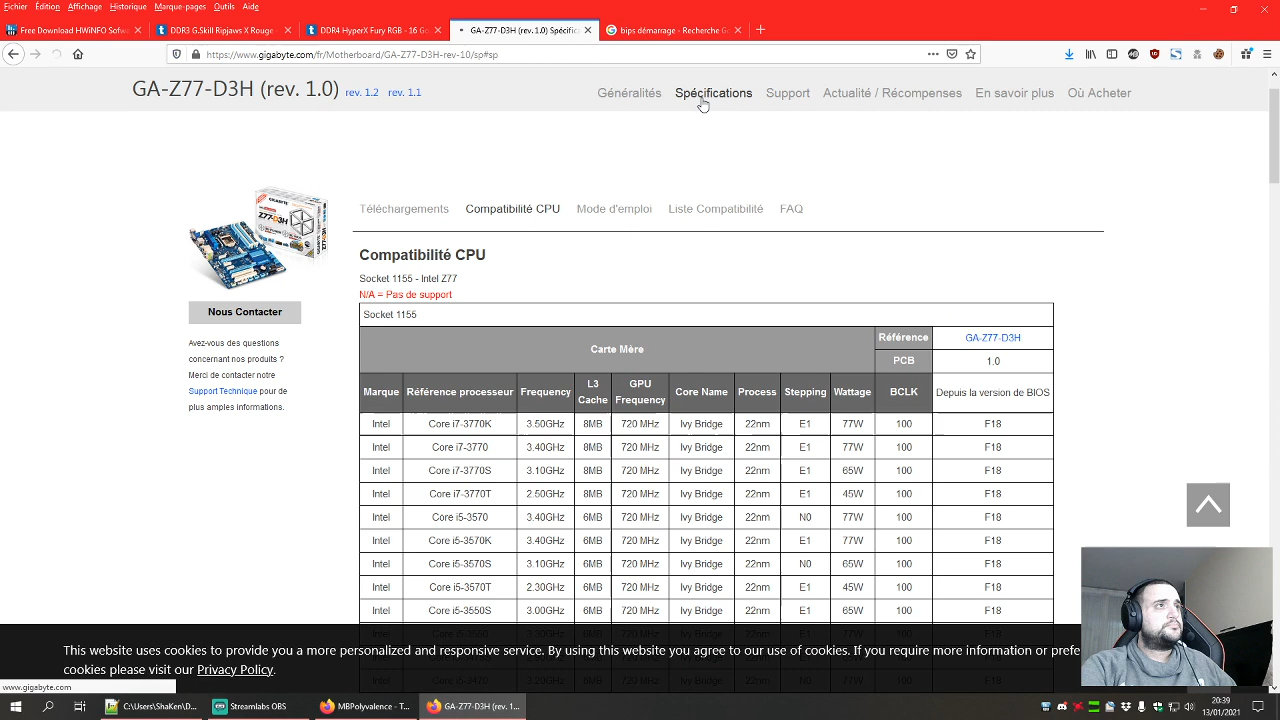 Fichier Édition Affichage Historique Marque-pages Outils Aide
Free Download HWiNFO Sofwa
DDR3 G.Skill Ripjaws X Rouge
DDR4 HyperX Fury RGB - 16 Go
GA-Z77-D3H (rev. 1.0) Spécific
bips démarrage - Recherche G
https://www.gigabyte.com/fr/Motherboard/GA-Z77-D3H-rev-10/sp#sp
GA-Z77-D3H (rev. 1.0) rev. 1.2 rev. 1.1
Généralités Spécifications Support Actualité / Récompenses En savoir plus Où Acheter
Téléchargements Compatibilité CPU Mode d'emploi Liste Compatibilité FAQ
GIGABYTE
Z77-D3H
Nous Contacter
Avez-vous des questions
concernant nos produits ?
Merci de contacter notre
Support Technique pour de
plus amples informations.
Compatibilité CPU
Socket 1155 - Intel Z77
N/A = Pas de support
Socket 1155
Carte Mère Référence GA-Z77-D3H
PCB 1.0
Marque Référence processeur Frequency L3 Cache GPU Frequency Core Name Process Stepping Wattage BCLK Depuis la version de BIOS
Intel Core i7-3770K 3.50GHz 8MB 720 MHz Ivy Bridge 22nm E1 77W 100 F18
Intel Core i7-3770 3.40GHz 8MB 720 MHz Ivy Bridge 22nm E1 77W 100 F18
Intel Core i7-3770S 3.10GHz 8MB 720 MHz Ivy Bridge 22nm E1 65W 100 F18
Intel Core i7-3770T 2.50GHz 8MB 720 MHz Ivy Bridge 22nm E1 45W 100 F18
Intel Core i5-3570 3.40GHz 6MB 720 MHz Ivy Bridge 22nm N0 77W 100 F18
Intel Core i5-3570K 3.40GHz 6MB 720 MHz Ivy Bridge 22nm E1 77W 100 F18
Intel Core i5-3570S 3.10GHz 6MB 720 MHz Ivy Bridge 22nm N0 65W 100 F18
Intel Core i5-3570T 2.30GHz 6MB 720 MHz Ivy Bridge 22nm E1 45W 100 F18
Intel Core i5-3550S 3.00GHz 6MB 720 MHz Ivy Bridge 22nm E1 65W 100 F18
This website uses cookies to provide you a more personalized and responsive service. By using this website you agree to our use of cookies. If you require more information or prefe
cookies please visit our Privacy Policy.
www.gigabyte.com
C:\Users\ShaKen\Do...
Streamlabs OBS
MBPolyvalence - T...
GA-Z77-D3H (rev. 1...
20:39
13/01/2021